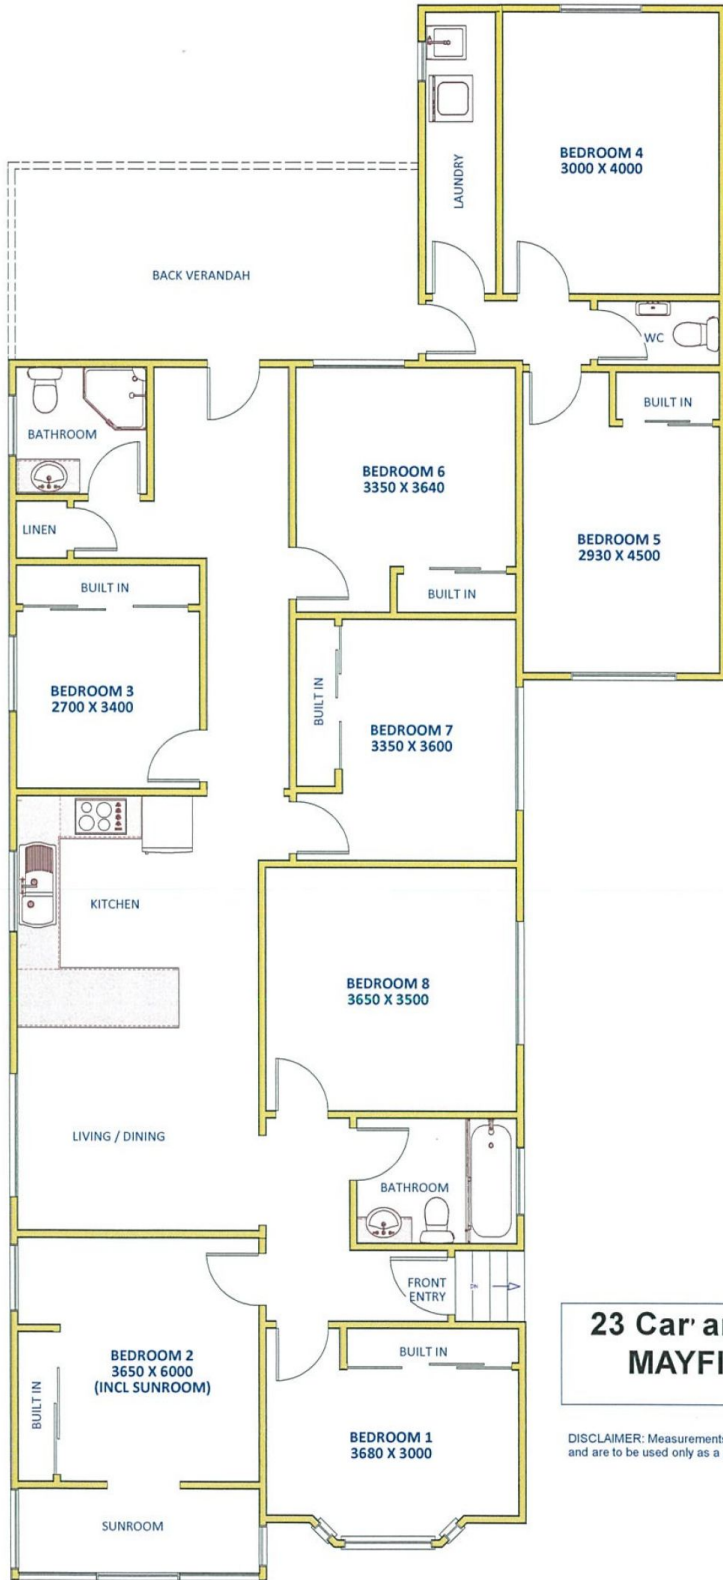 BEDROOM 4
3000 X 4000
LAUNDRY
BACK VERANDAH
WC
BUILT IN
BATHROOM
BEDROOM 6
3350 X 3640
LINEN
BEDROOM 5
2930 X 4500
BUILT IN
BUILT IN
BEDROOM 3
2700 X 3400
BUILT IN
BEDROOM 7
3350 X 3600
KITCHEN
BEDROOM 8
3650 X 3500
LIVING / DINING
BATHROOM
FRONT
ENTRY
BEDROOM 2
3650 X 6000
(INCL SUNROOM)
BUILT IN
BUILT IN
BEDROOM 1
3680 X 3000
SUNROOM
23
MAYFI
DISCLAIMER: Measurements
and are to be used only as a